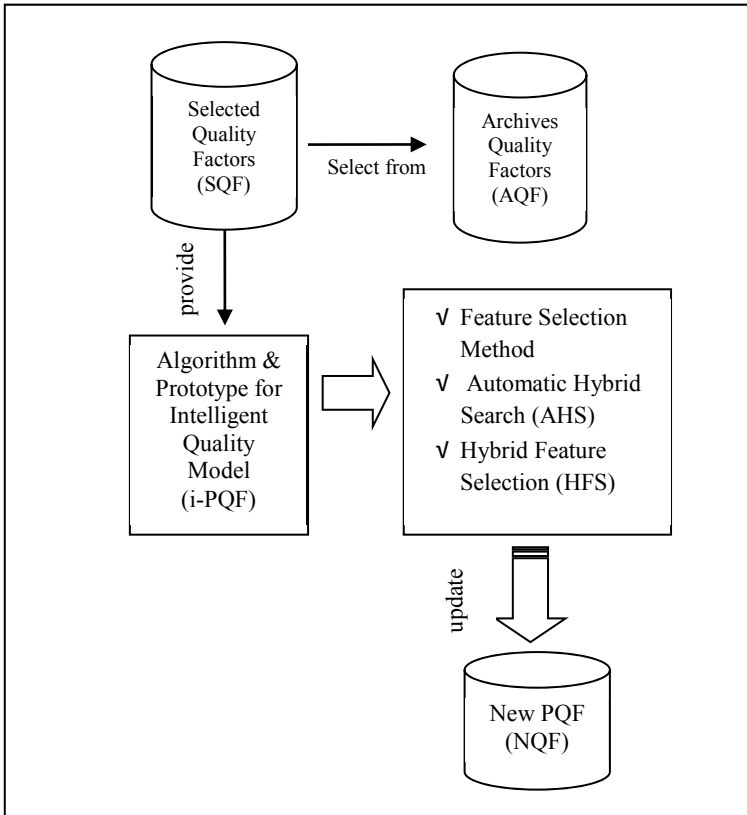 Selected
Quality
Factors
(SQF)
Select from
Archives
Quality
Factors
(AQF)
provide
Algorithm &
Prototype for
Intelligent
Quality
Model
(i-PQF)
√ Feature Selection
Method
√ Automatic Hybrid
Search (AHS)
√ Hybrid Feature
Selection (HFS)
update
New PQF
(NQF)